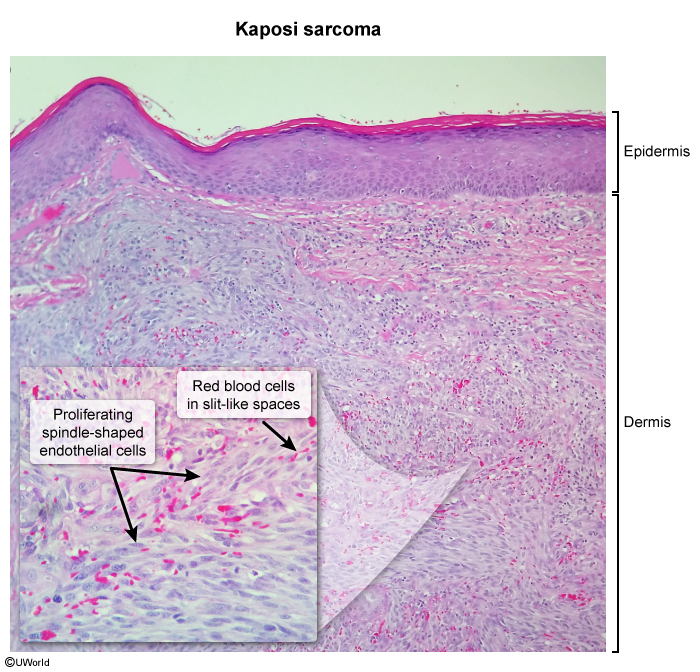 Kaposi sarcoma
Epidermis
Red blood cells
in slit-like spaces
Proliferating
spindle-shaped
endothelial cells
Dermis
©UWorld